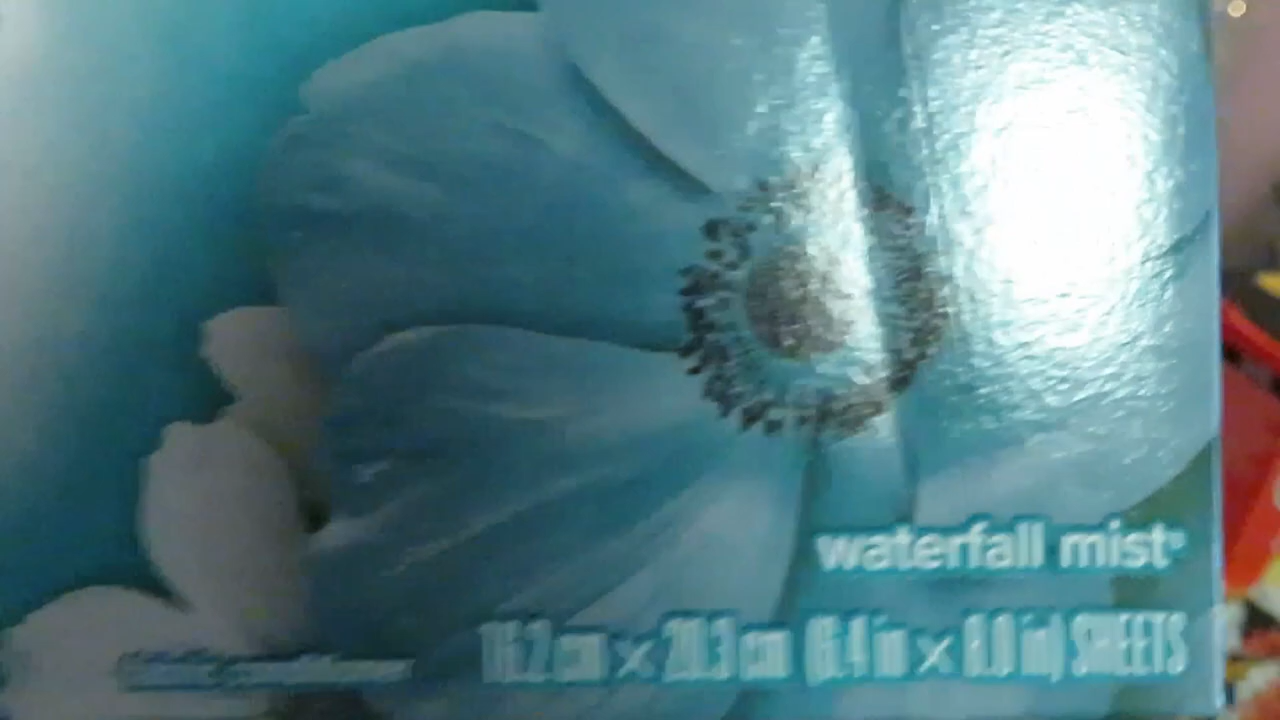 waterfall mist®
16.2 cm × 20.3 cm (6.4 in × 8.0 in) SHEETS